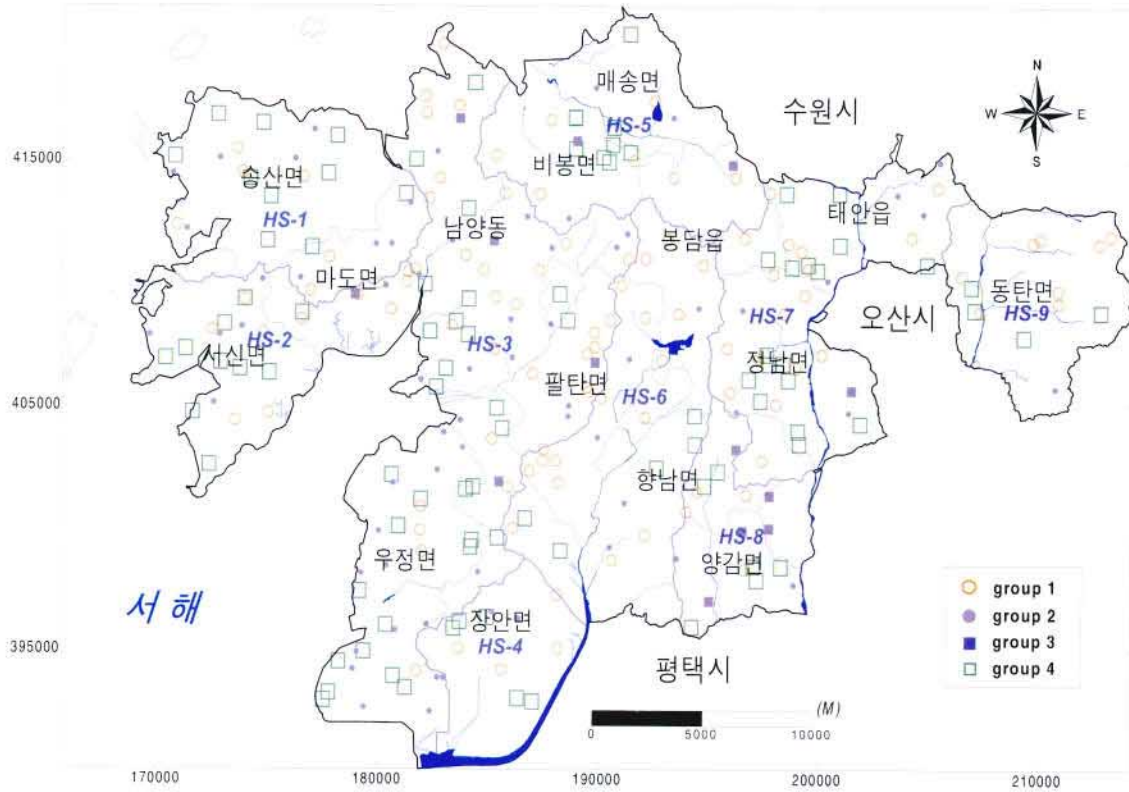 매송면
수원시
N
W E
S
415000
HS-5
비봉면
송산면
태안읍
HS-1
남양동
봉담읍
마도면
동탄면
HS-9
오산시
HS-7
HS-2
서신면
HS-3
정남면
팔탄면
HS-6
405000
향남면
HS-8
우정면
양감면
서해
장안면
HS-4
395000
평택시
group 1
group 2
group 3
group 4
(M)
0 5000 10000
170000 180000 190000 200000 210000